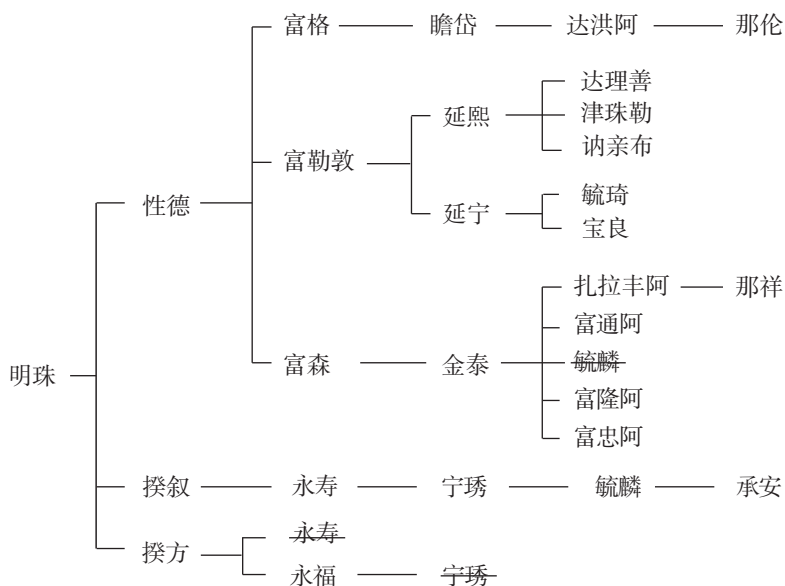 富格 瞻岱 达洪阿 那伦
达理善
延熙 津珠勒
讷亲布
富勒敦
毓琦
性德 延宁
宝良
扎拉丰阿 那祥
富通阿
富森 金泰 毓麟
明珠
富隆阿
富忠阿
揆叙 永寿 宁琇 毓麟 承安
永寿
揆方
永福 宁琇